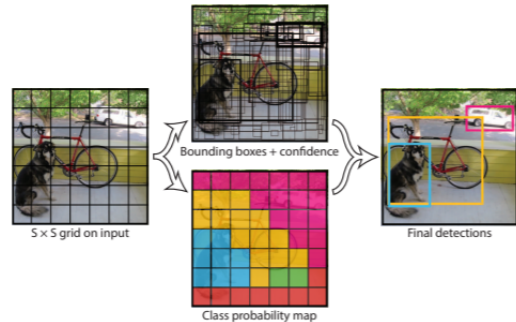 Bounding boxes + confidence
S × S grid on input
Final detections
Class probability map